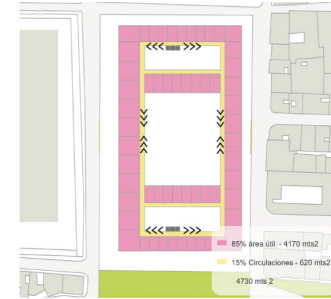 85% área útil - 4170 mts2
15% Circulaciones - 620 mts2
4730 mts 2